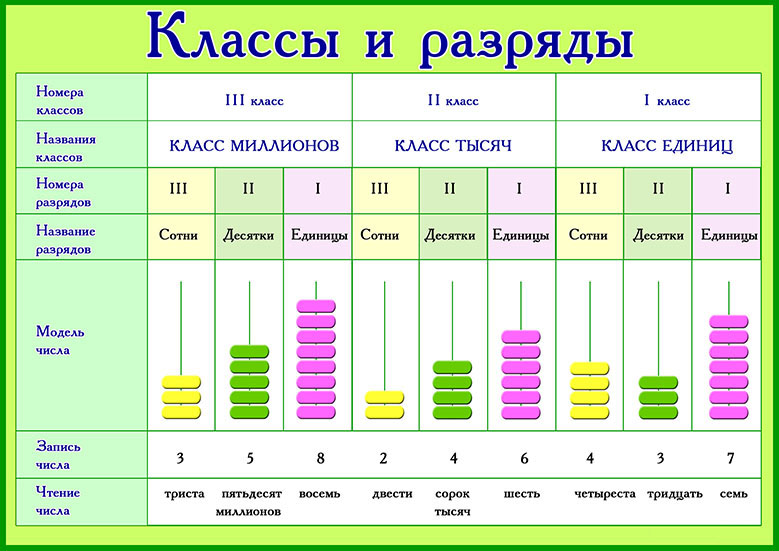 Классы и разряды
Номера классов III класс II класс I класс
Названия классов КЛАСС МИЛЛИОНОВ КЛАСС ТЫСЯЧ КЛАСС ЕДИНИЦ
Номера разрядов III II I III II I III II I
Название разрядов Сотни Десятки Единицы Сотни Десятки Единицы Сотни Десятки Единицы
Модель числа
Запись числа 3 5 8 2 4 6 4 3 7
Чтение числа триста пятьдесят миллионов восемь двести сорок тысяч шесть четыреста тридцать семь